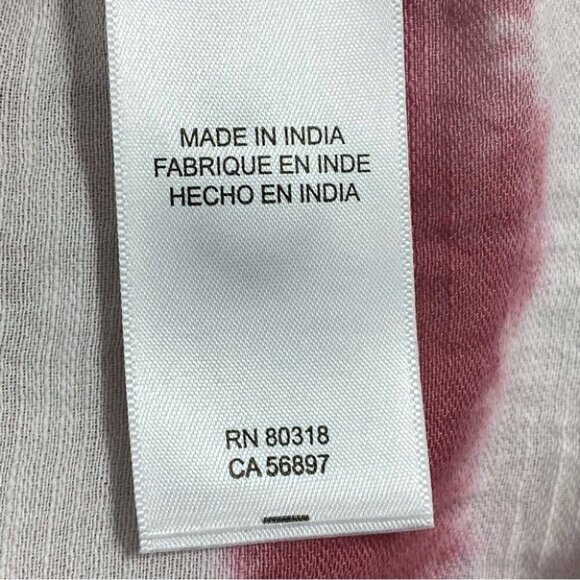 MADE IN INDIA
FABRIQUE EN INDE
HECHO EN INDIA
RN 80318
CA 56897